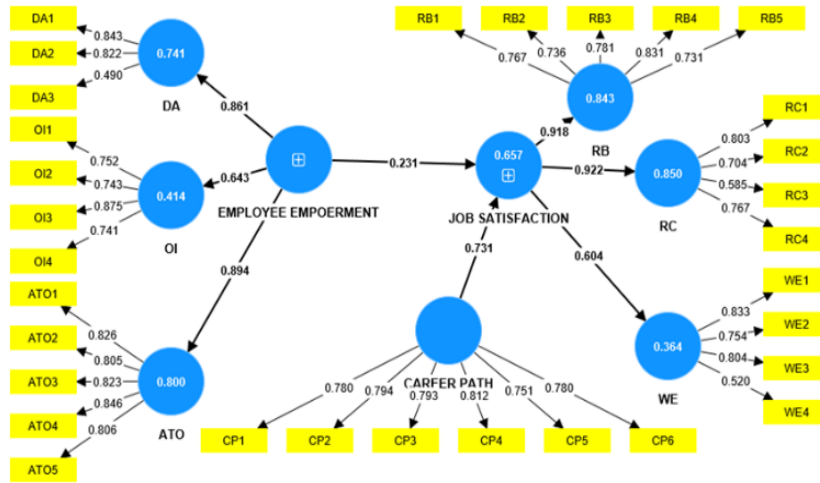 DA1
DA2
DA3
0.843
0.822
0.490
0.741
DA
0.861
OI1
OI2
OI3
OI4
0.752
0.743
0.875
0.741
0.414
OI
0.643
EMPLOYEE EMPOERMENT
0.894
ATO1
ATO2
ATO3
ATO4
ATO5
0.826
0.805
0.823
0.846
0.806
0.800
ATO
0.231
0.657
JOB SATISFACTION
0.731
CAREER PATH
0.780
0.794
0.793
0.812
0.751
0.780
CP1
CP2
CP3
CP4
CP5
CP6
RB1
RB2
RB3
RB4
RB5
0.767
0.736
0.781
0.831
0.731
0.843
RB
0.918
0.922
0.850
RC
0.803
0.704
0.585
0.767
RC1
RC2
RC3
RC4
0.604
0.364
WE
0.833
0.754
0.804
0.520
WE1
WE2
WE3
WE4